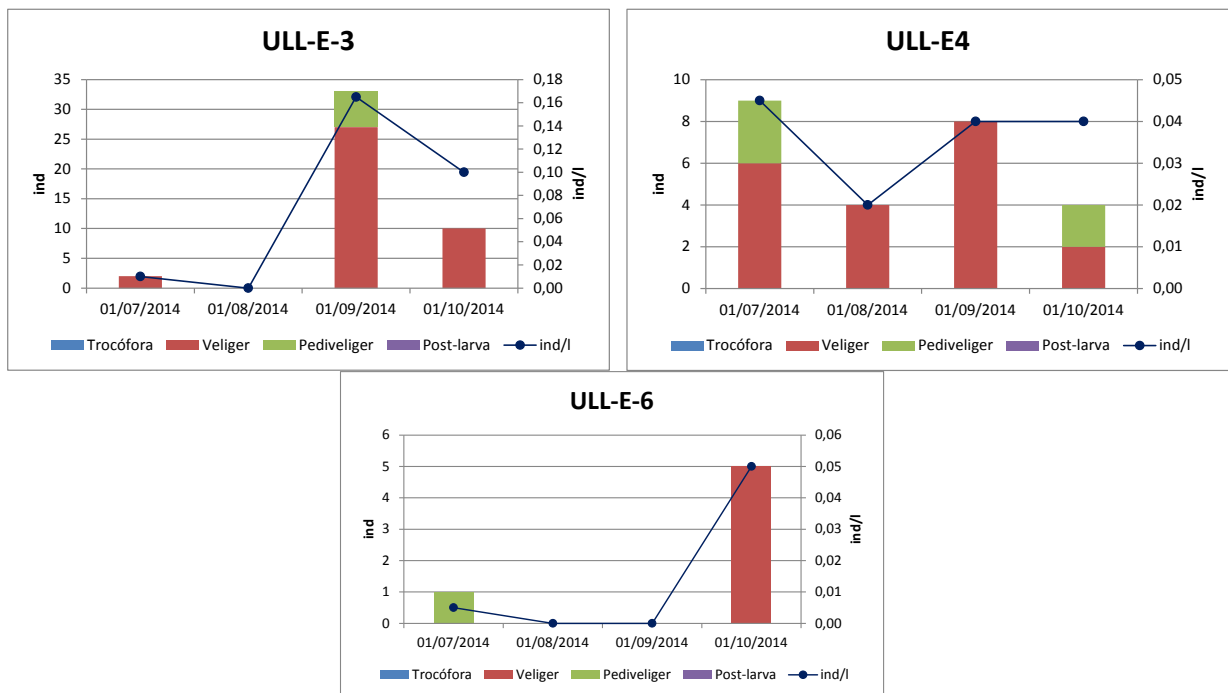 ULL-E-3
35
30
25
20
15
10
5
0
ind
0,18
0,16
0,14
0,12
0,10
0,08
0,06
0,04
0,02
0,00
ind/l
01/07/2014 01/08/2014 01/09/2014 01/10/2014
Trocófora Veliger Pediveliger Post-larva ind/l
ULL-E4
10
8
6
4
2
0
ind
0,05
0,04
0,03
0,02
0,01
0,00
ind/l
01/07/2014 01/08/2014 01/09/2014 01/10/2014
Trocófora Veliger Pediveliger Post-larva ind/l
ULL-E-6
6
5
4
3
2
1
0
ind
0,06
0,05
0,04
0,03
0,02
0,01
0,00
ind/l
01/07/2014 01/08/2014 01/09/2014 01/10/2014
Trocófora Veliger Pediveliger Post-larva ind/l